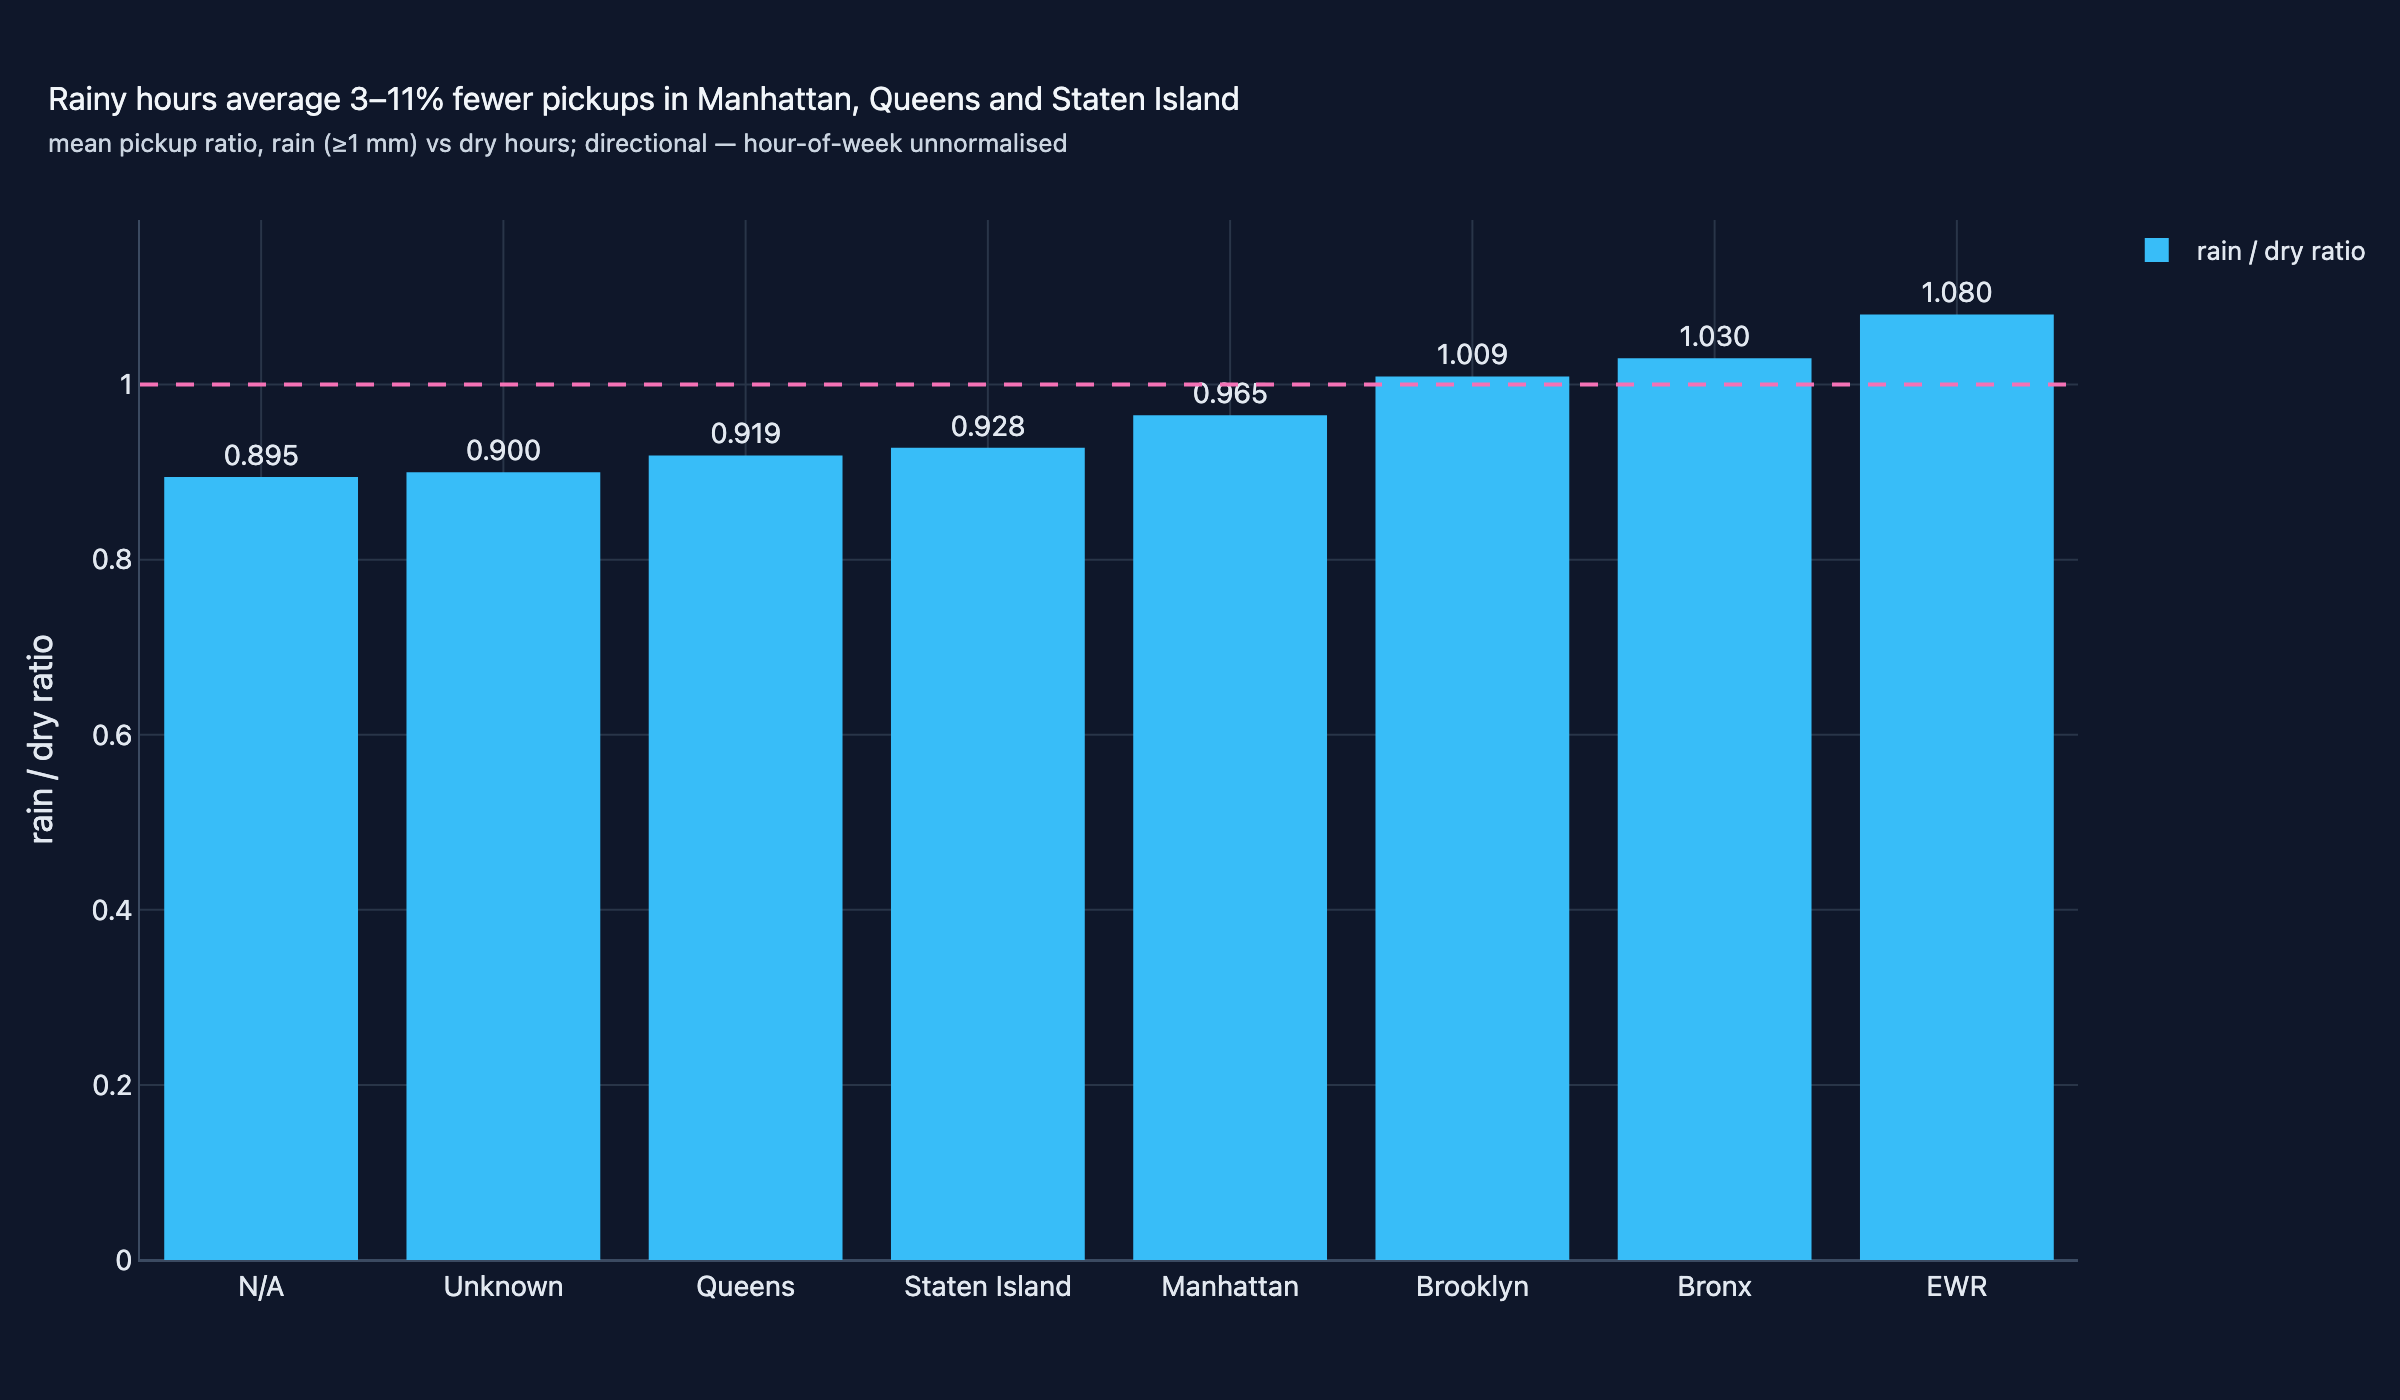 Rainy hours average 3–11% fewer pickups in Manhattan, Queens and Staten Island
mean pickup ratio, rain (≥1 mm) vs dry hours; directional — hour-of-week unnormalised
rain / dry ratio
1.080
1.030
1.009
1
0.965
0.928
0.919
0.900
0.895
0.8
0.6
0.4
0.2
0
rain / dry ratio
N/A
Unknown
Queens
Staten Island
Manhattan
Brooklyn
Bronx
EWR